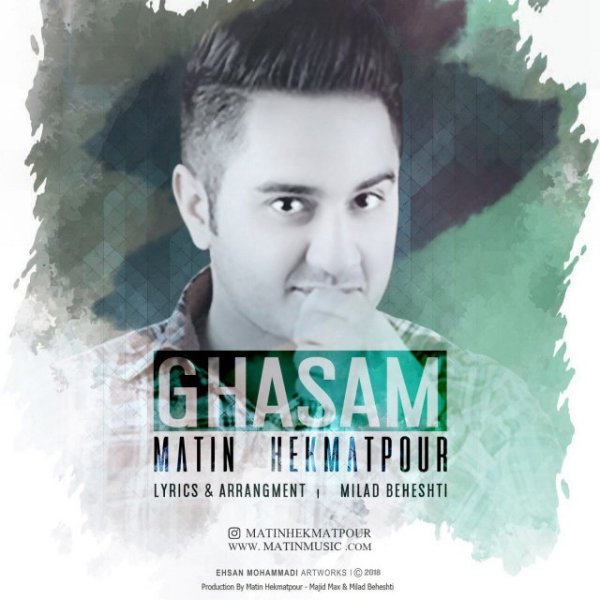 GHASAM
MATIN HEKMATPOUR
LYRICS & ARRANGMENT | MILAD BEHESHTI
MATINHEKMATPOUR
WWW. MATINMUSIC .COM
EHSAN MOHAMMADI ARTWORKS | © 2018
Production By Matin Hekmatpour - Majid Max & Milad Beheshti